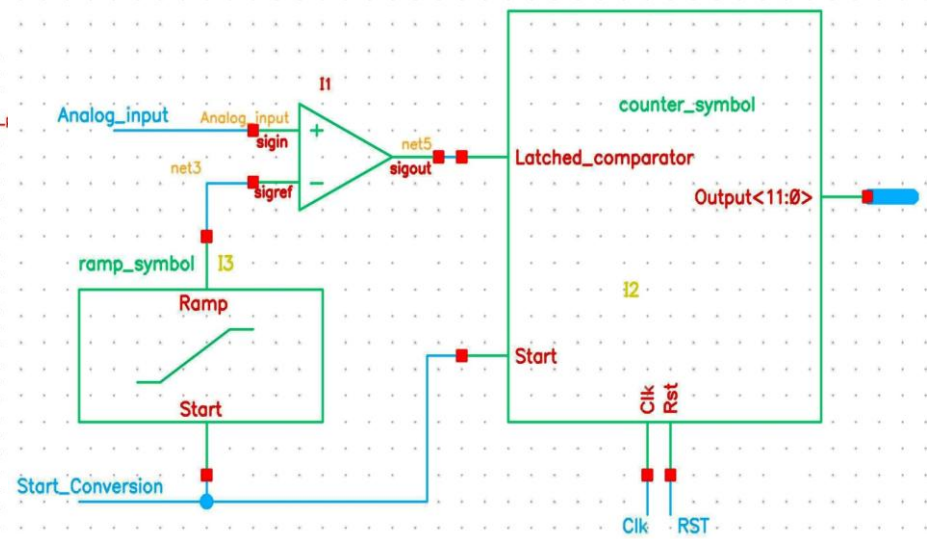 I1
counter_symbol
Analog_input
Analog_input
+
sigin
net5
sigout
Latched_comparator
net3
-
sigref
Output<11:0>
ramp_symbol
I3
I2
Ramp
Start
Start
Clk
Rst
Start_Conversion
Clk
RST